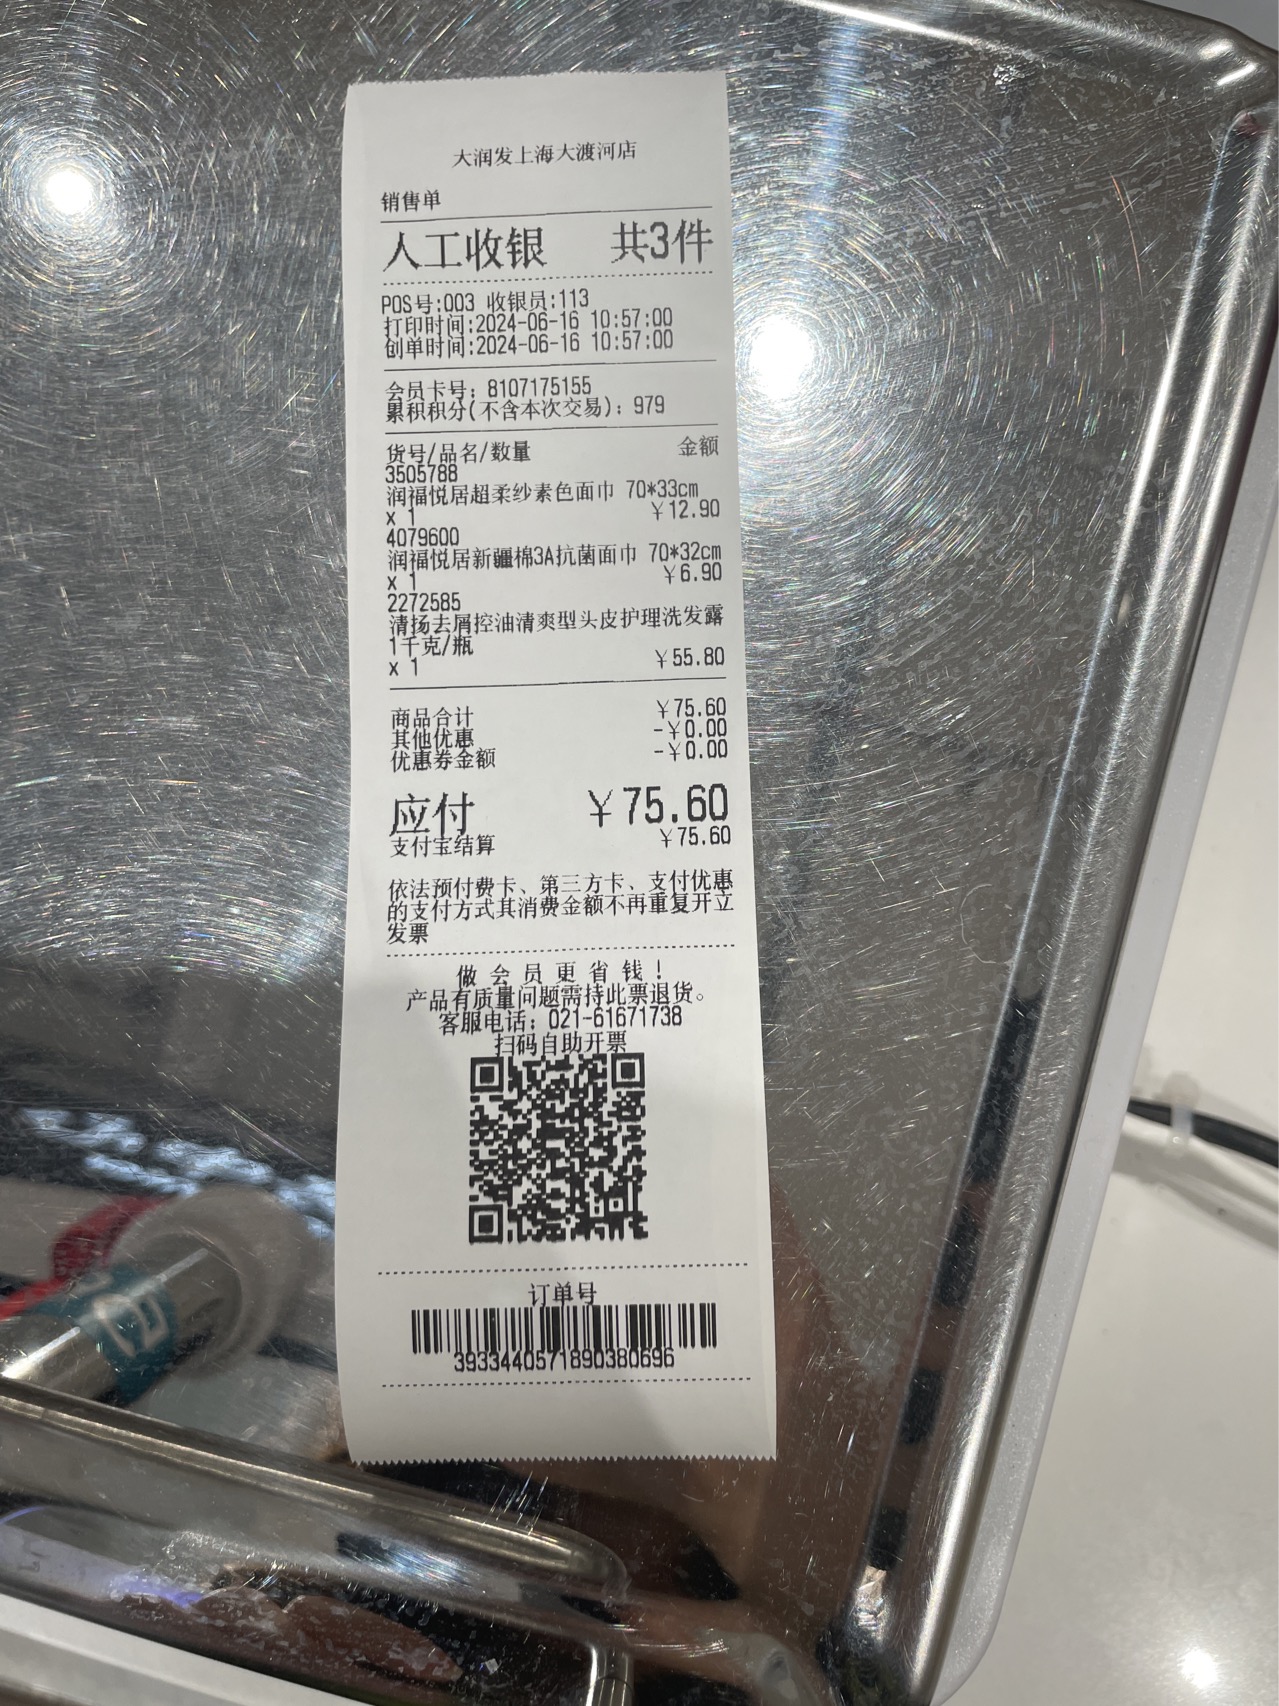 大润发上海大渡河店
销售单
人工收银 共3件
POS号:003 收银员:113
打印时间:2024-06-16 10:57:00
创单时间:2024-06-16 10:57:00
会员卡号: 8107175155
累积积分(不含本次交易): 979
货号/品名/数量 金额
3505788
润福悦居超柔纱素色面巾 70*33cm
x 1 ￥12.90
4079600
润福悦居新疆棉3A抗菌面巾 70*32cm
x 1 ￥6.90
2272585
清扬去屑控油清爽型头皮护理洗发露
1千克/瓶
x 1 ￥55.80
商品合计 ￥75.60
其他优惠 -￥0.00
优惠券金额 -￥0.00
应付 ￥75.60
支付宝结算 ￥75.60
依法预付费卡、第三方卡、支付优惠
的支付方式其消费金额不再重复开立
发票
做会员更省钱！
产品有质量问题需持此票退货。
客服电话: 021-61671738
扫码自助开票
订单号
3933440571890380696